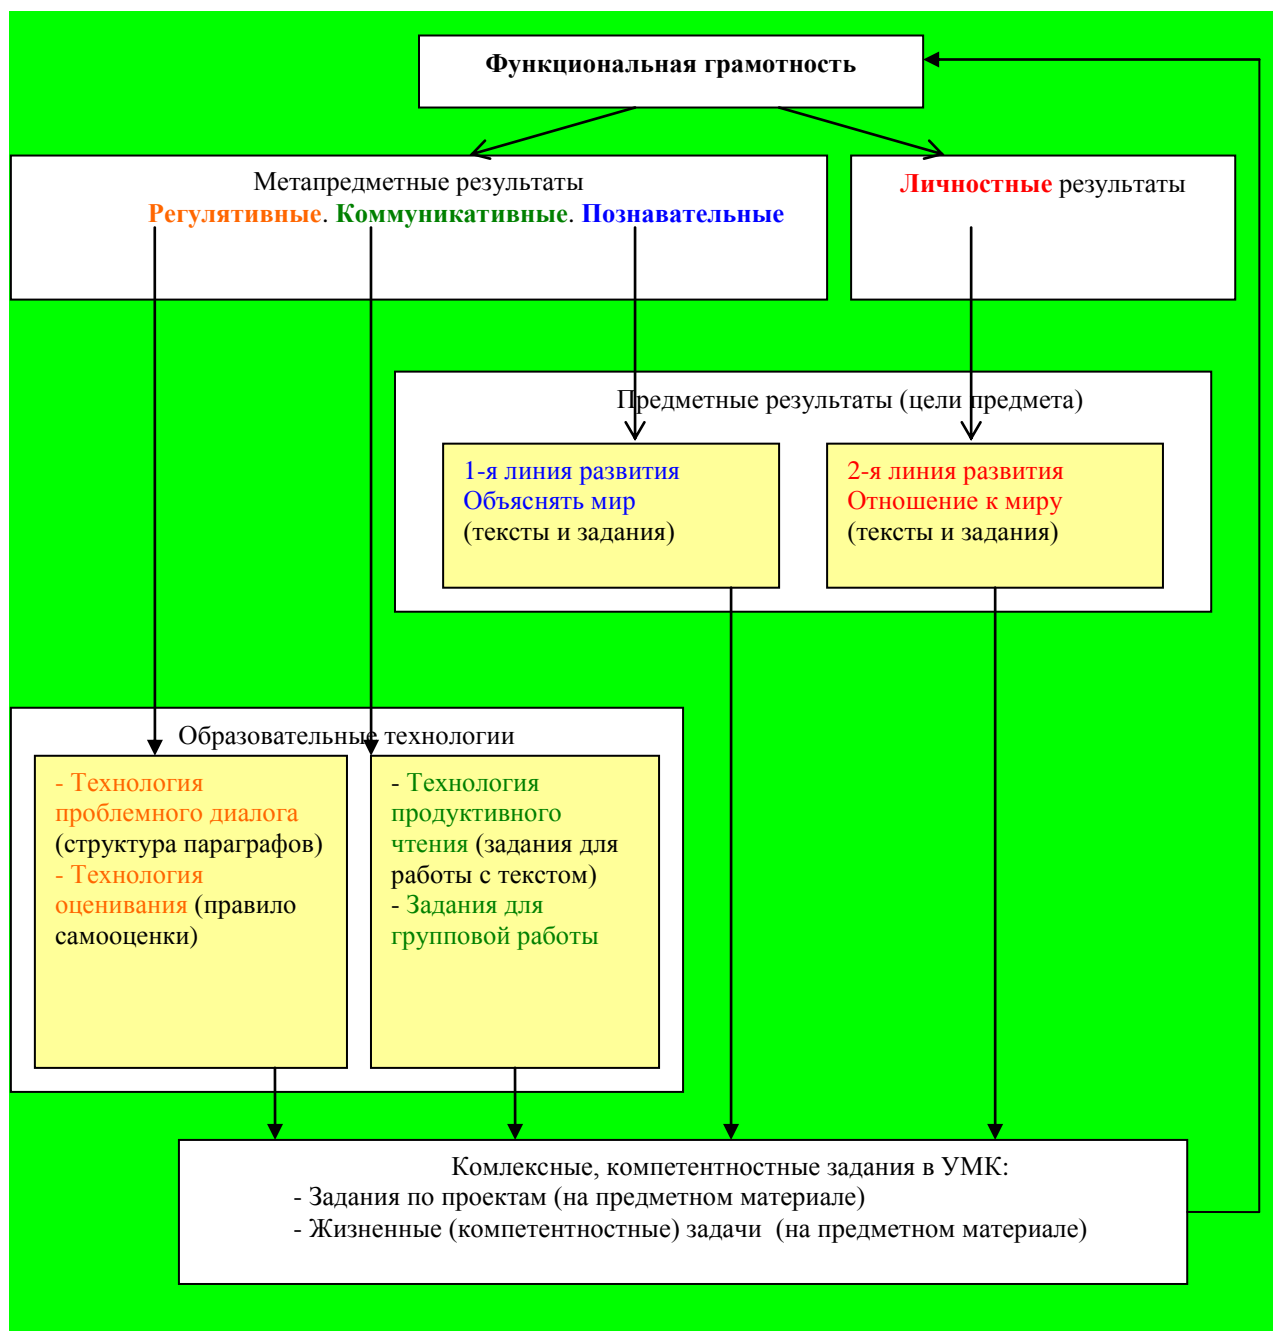 Функциональная грамотность
Метапредметные результаты
Регулятивные. Коммуникативные. Познавательные
Личностные результаты
Предметные результаты (цели предмета)
1-я линия развития
Объяснять мир
(тексты и задания)
2-я линия развития
Отношение к миру
(тексты и задания)
Образовательные технологии
- Технология
проблемного диалога
(структура параграфов)
- Технология
оценивания (правило
самооценки)
- Технология
продуктивного
чтения (задания для
работы с текстом)
- Задания для
групповой работы
Комлексные, компетентностные задания в УМК:
- Задания по проектам (на предметном материале)
- Жизненные (компетентностные) задачи (на предметном материале)